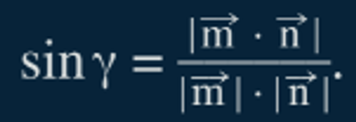 sin γ = |m⃗ · n⃗| / |m⃗| · |n⃗|.